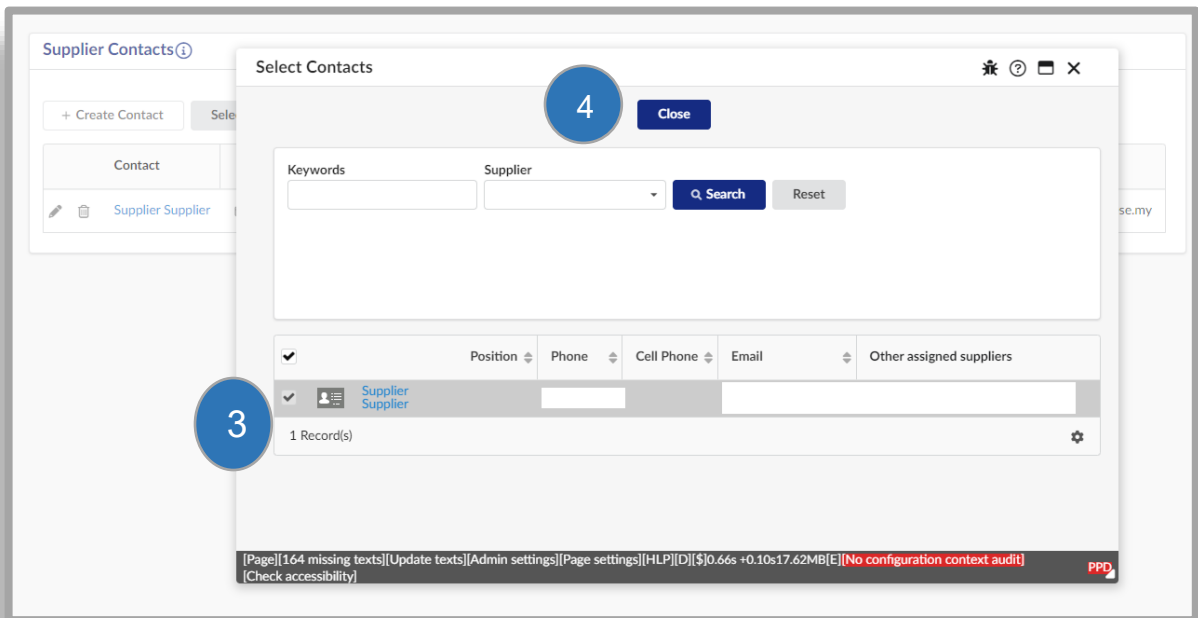 Supplier Contacts
Select Contacts
4
Close
+ Create Contact
Sele
Contact
Keywords
Supplier
Search
Reset
Supplier Supplier
se.my
Position
Phone
Cell Phone
Email
Other assigned suppliers
3
Supplier
Supplier
1 Record(s)
[Page][164 missing texts][Update texts][Admin settings][Page settings][HLP][D][$]0.66s +0.10s17.62MB[E][No configuration context audit]
[Check accessibility]
PPD